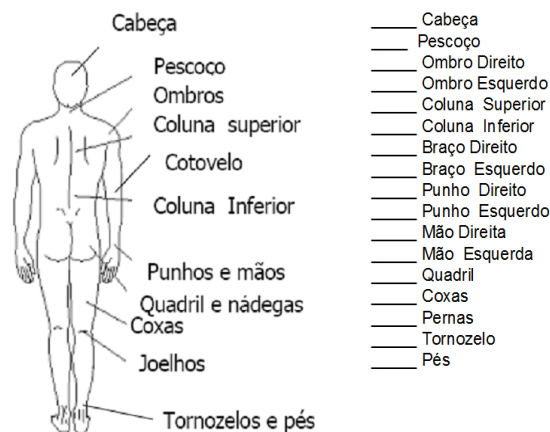 Cabeça
Pescoço
Ombros
Coluna superior
Cotovelo
Coluna Inferior
Punhos e mãos
Quadril e nádegas
Coxas
Joelhos
Tornozelos e pés
_____ Cabeça
____ Pescoço
_____ Ombro Direito
_____ Ombro Esquerdo
_____ Coluna Superior
_____ Coluna Inferior
_____ Braço Direito
_____ Braço Esquerdo
_____ Punho Direito
_____ Punho Esquerdo
_____ Mão Direita
_____ Mão Esquerda
_____ Quadril
_____ Coxas
_____ Pernas
_____ Tornozelo
_____ Pés